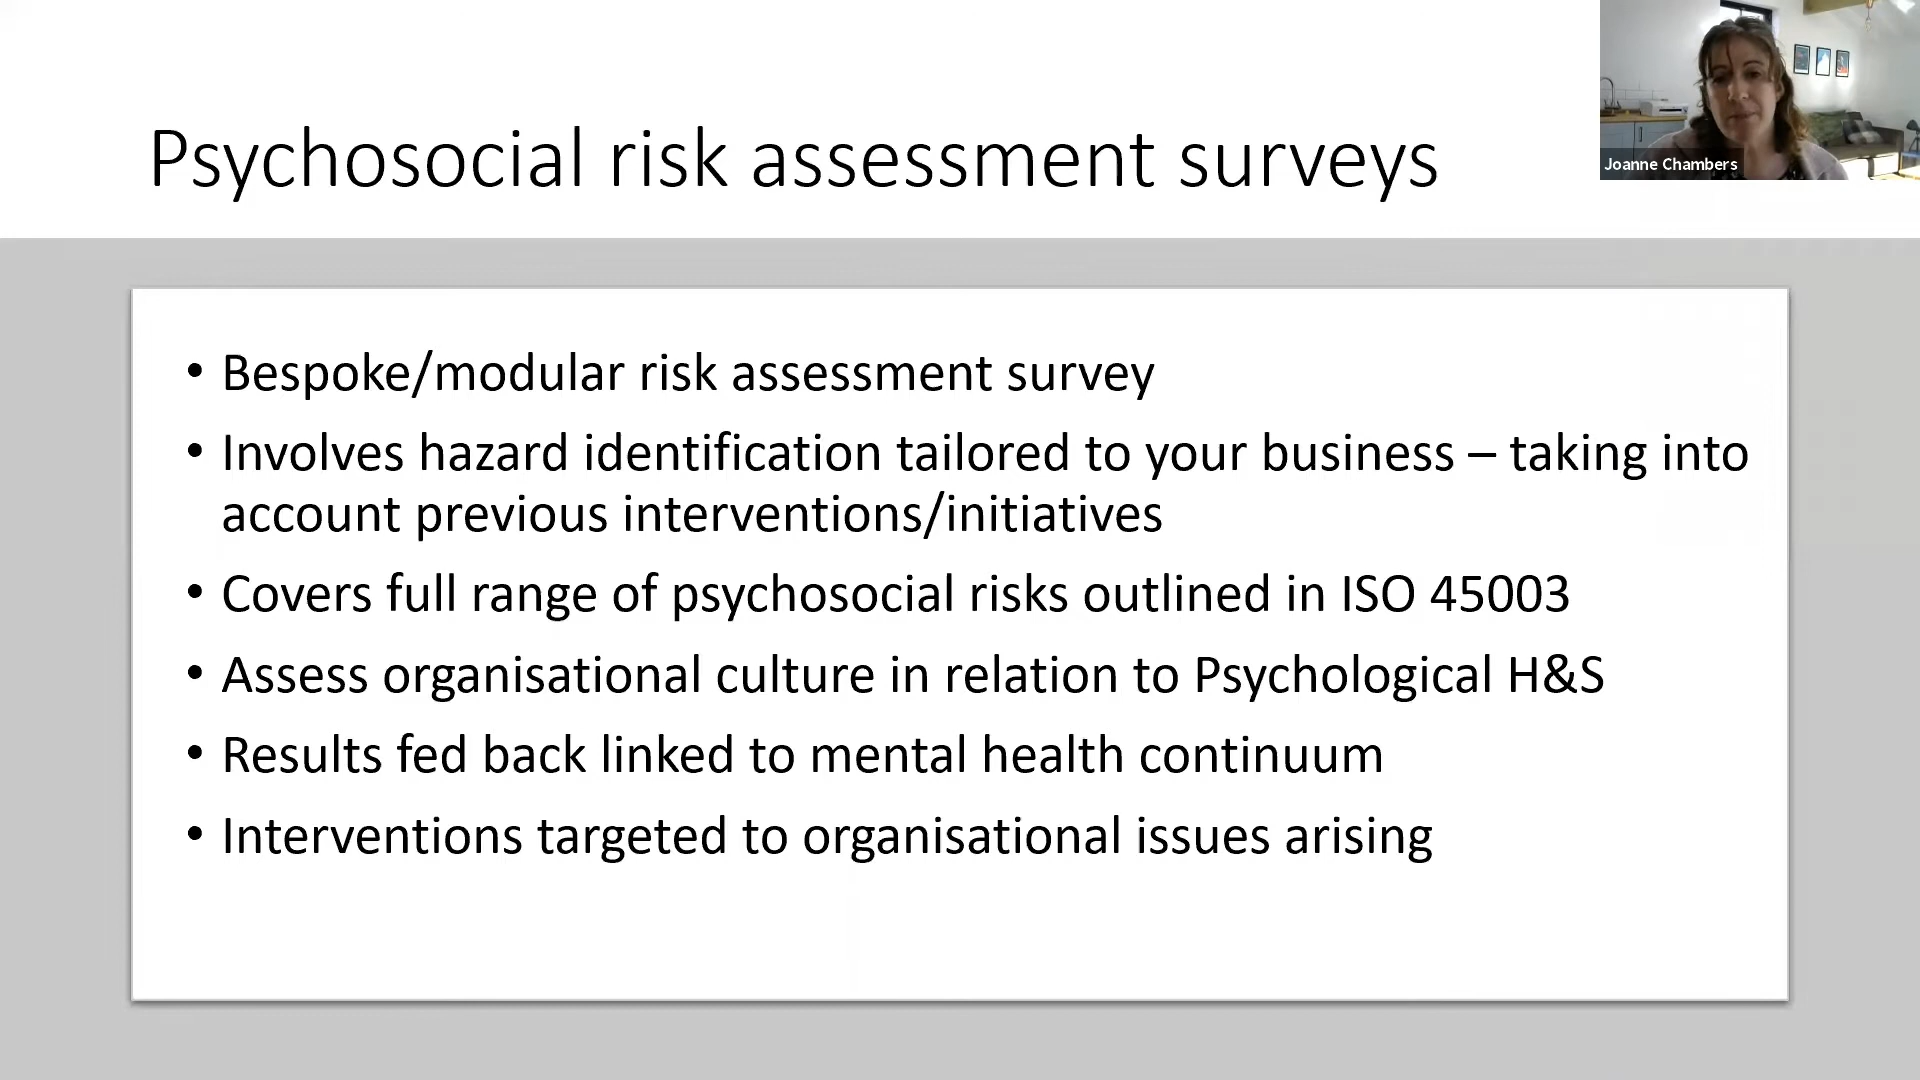 Psychosocial risk assessment surveys
Joanne Chambers
• Bespoke/modular risk assessment survey
• Involves hazard identification tailored to your business – taking into
account previous interventions/initiatives
• Covers full range of psychosocial risks outlined in ISO 45003
• Assess organisational culture in relation to Psychological H&S
• Results fed back linked to mental health continuum
• Interventions targeted to organisational issues arising